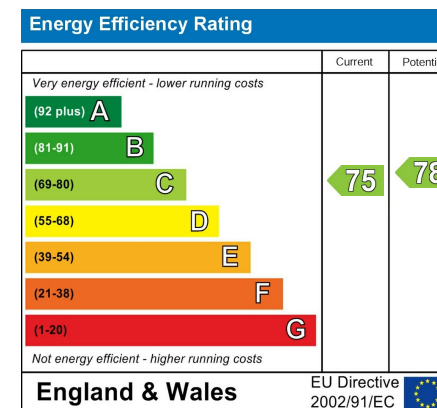 Energy Efficiency Rating
Current Potenti
Very energy efficient - lower running costs
(92 plus) A
(81-91) B
(69-80) C 75 78
(55-68) D
(39-54) E
(21-38) F
(1-20) G
Not energy efficient - higher running costs
England & Wales
EU Directive
2002/91/EC